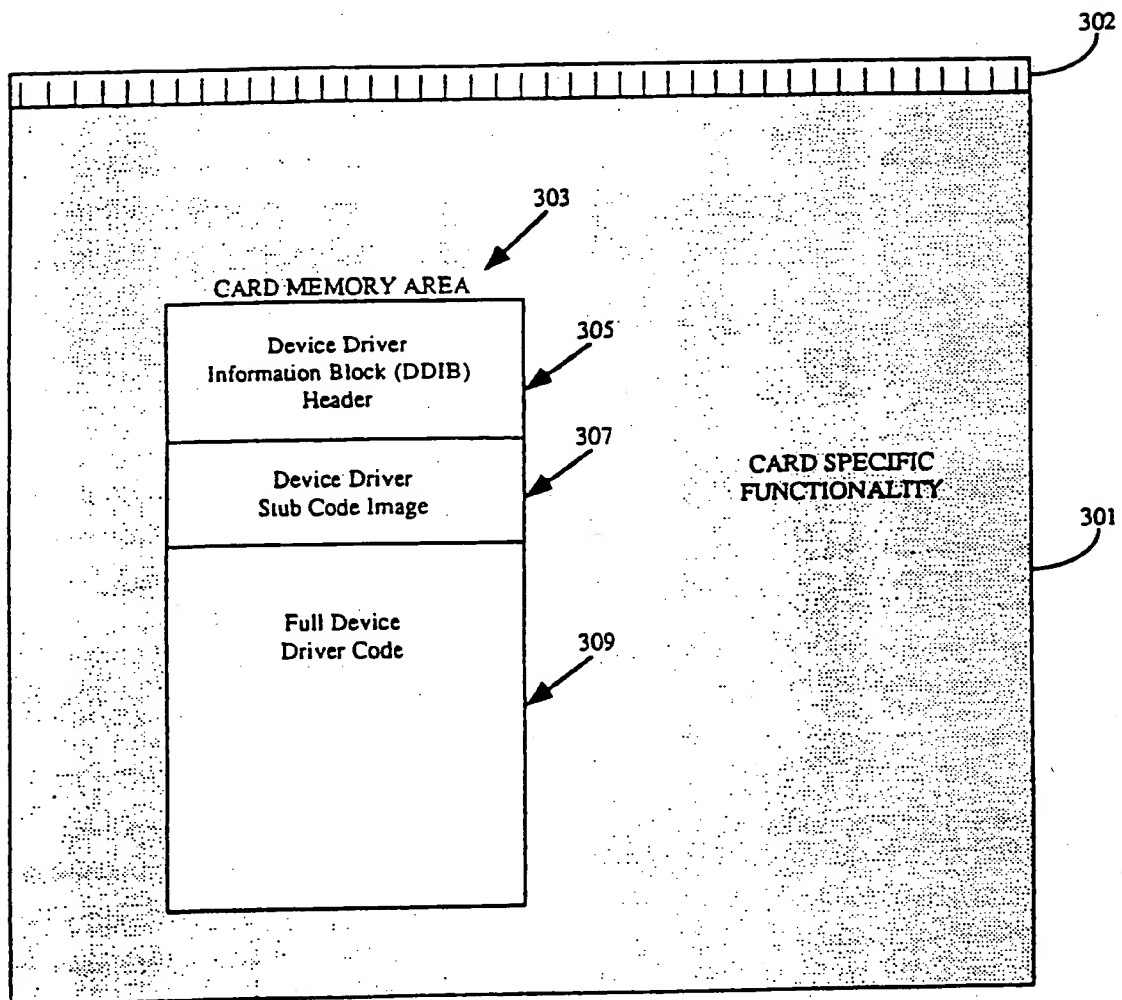 302
303
CARD MEMORY AREA
Device Driver
Information Block (DDIB)
Header
305
Device Driver
Stub Code Image
307
CARD SPECIFIC
FUNCTIONALITY
301
Full Device
Driver Code
309